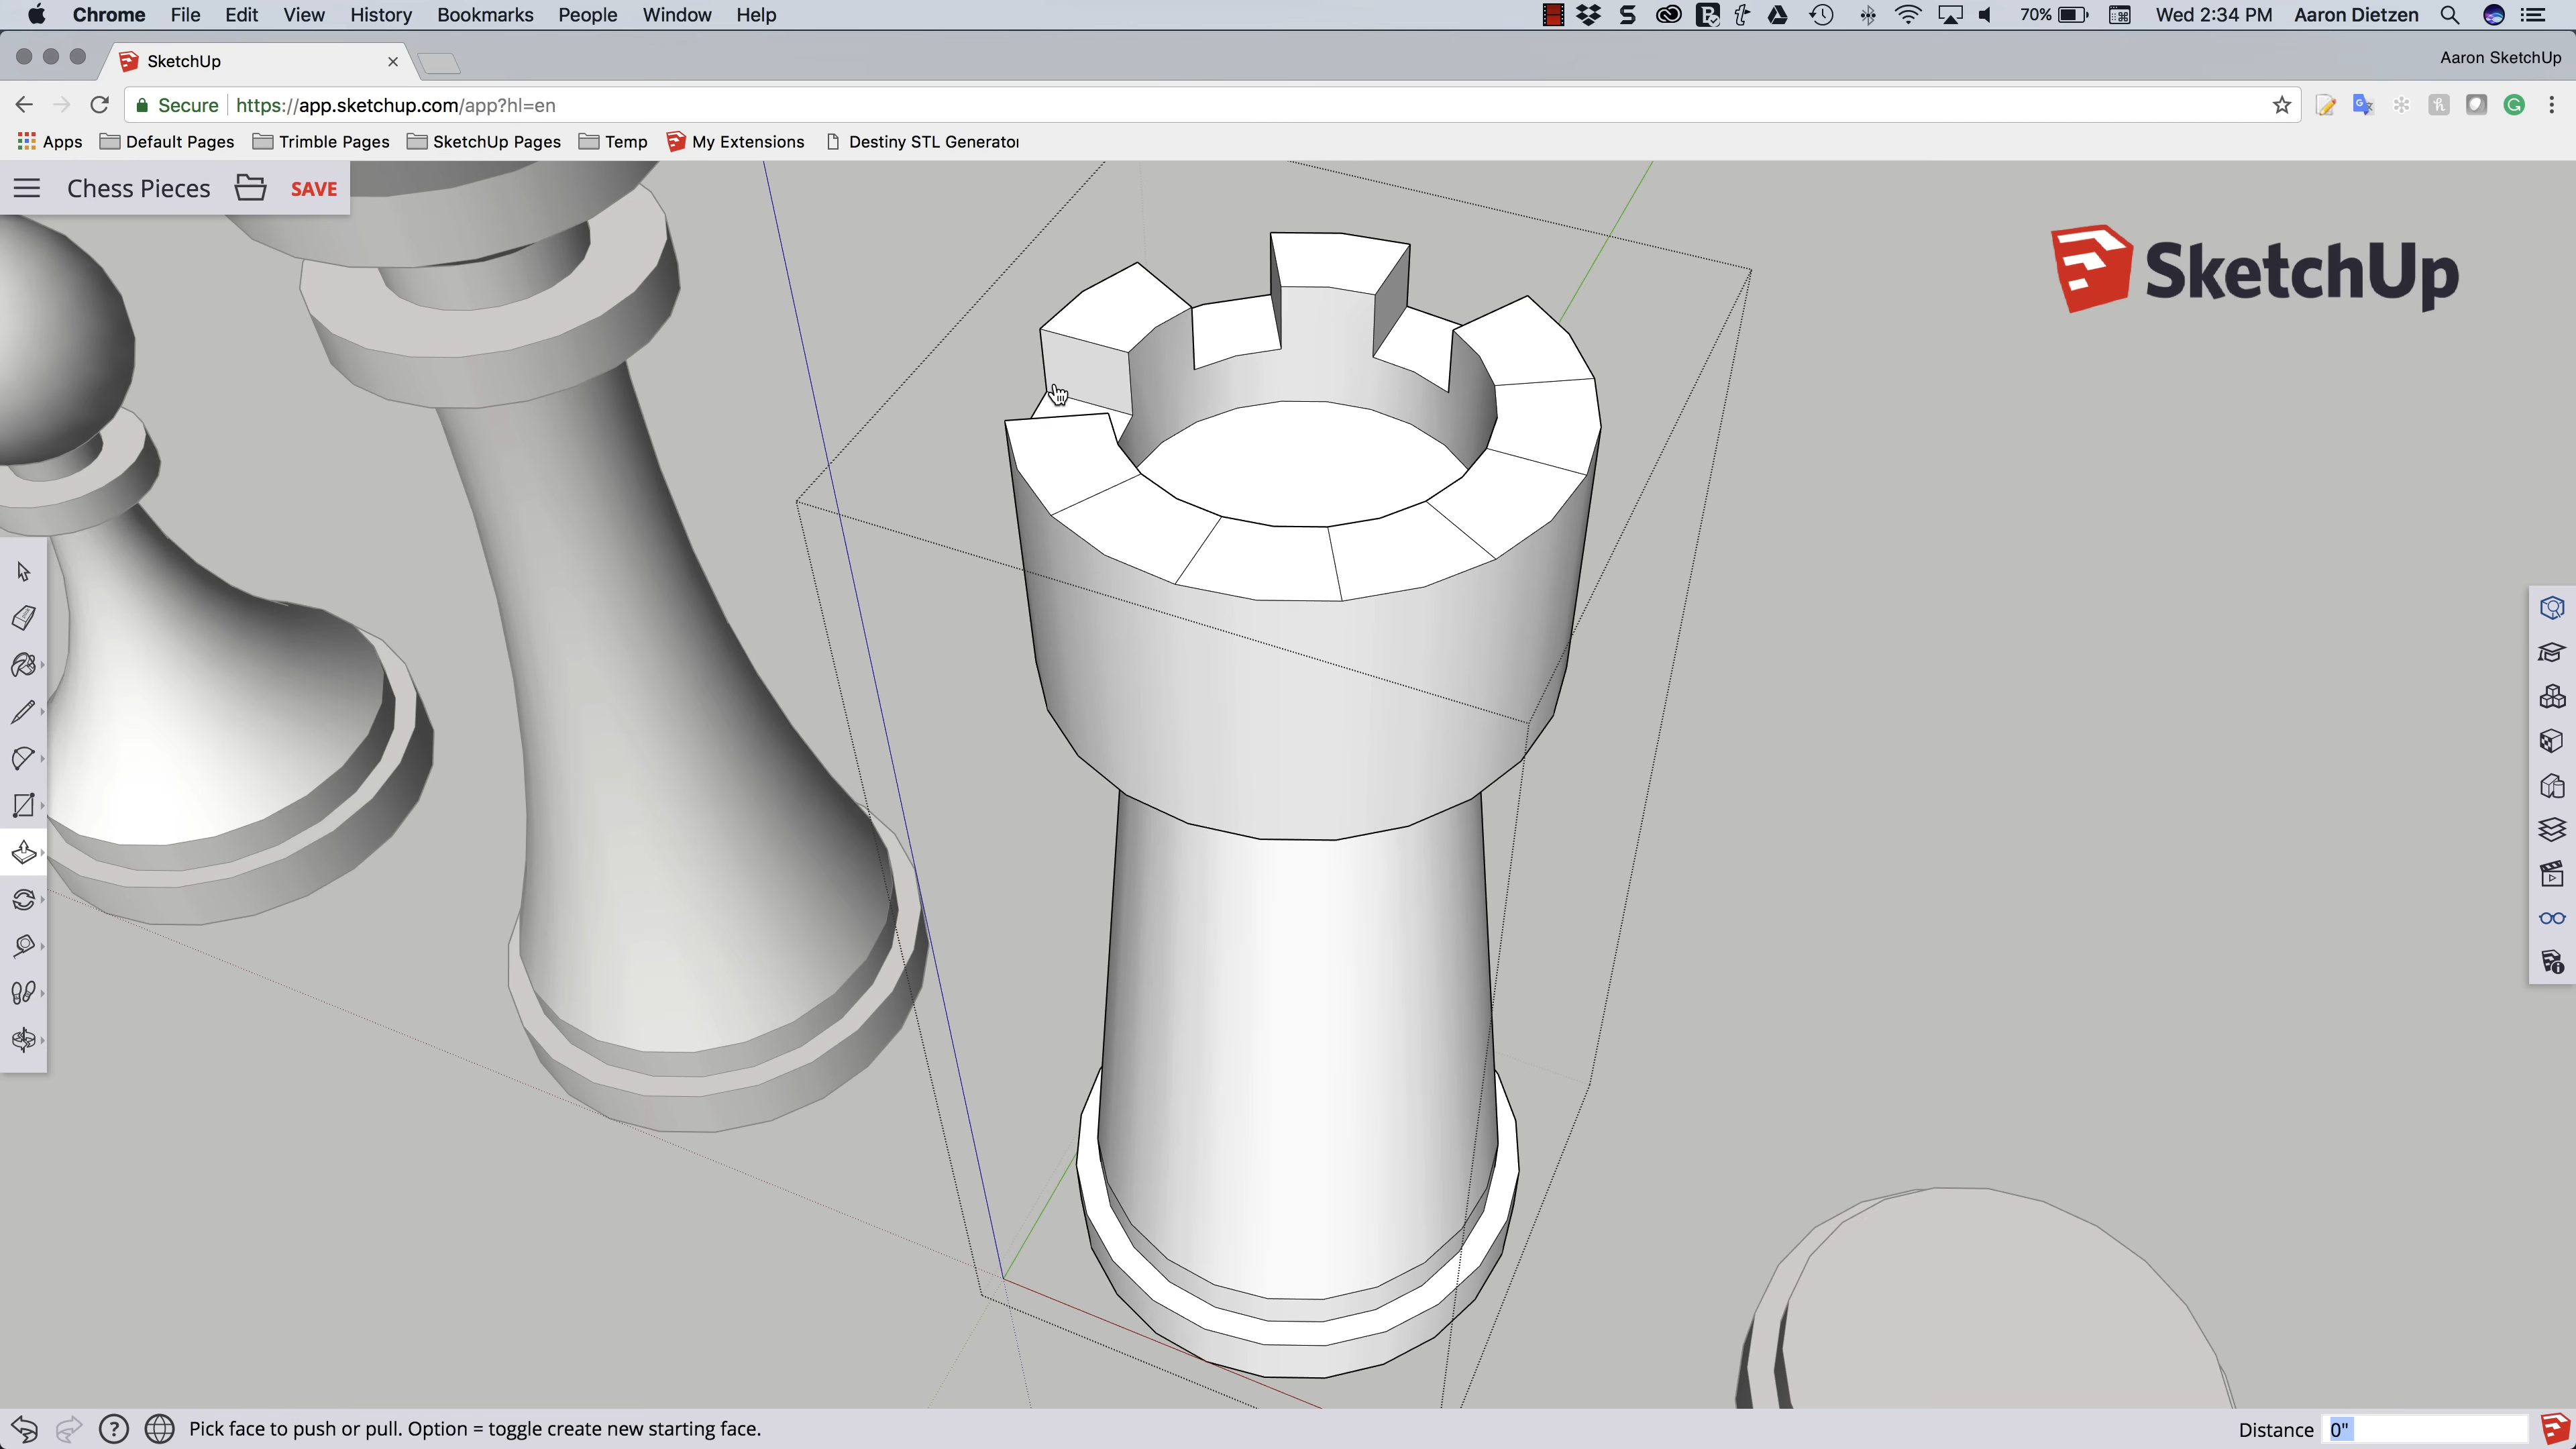 Chrome File Edit View History Bookmarks People Window Help 70% Wed 2:34 PM Aaron Dietzen
SketchUp Aaron SketchUp
Secure https://app.sketchup.com/app?hl=en
Apps Default Pages Trimble Pages SketchUp Pages Temp My Extensions Destiny STL Generator
Chess Pieces SAVE
SketchUp
Pick face to push or pull. Option = toggle create new starting face. Distance 0"